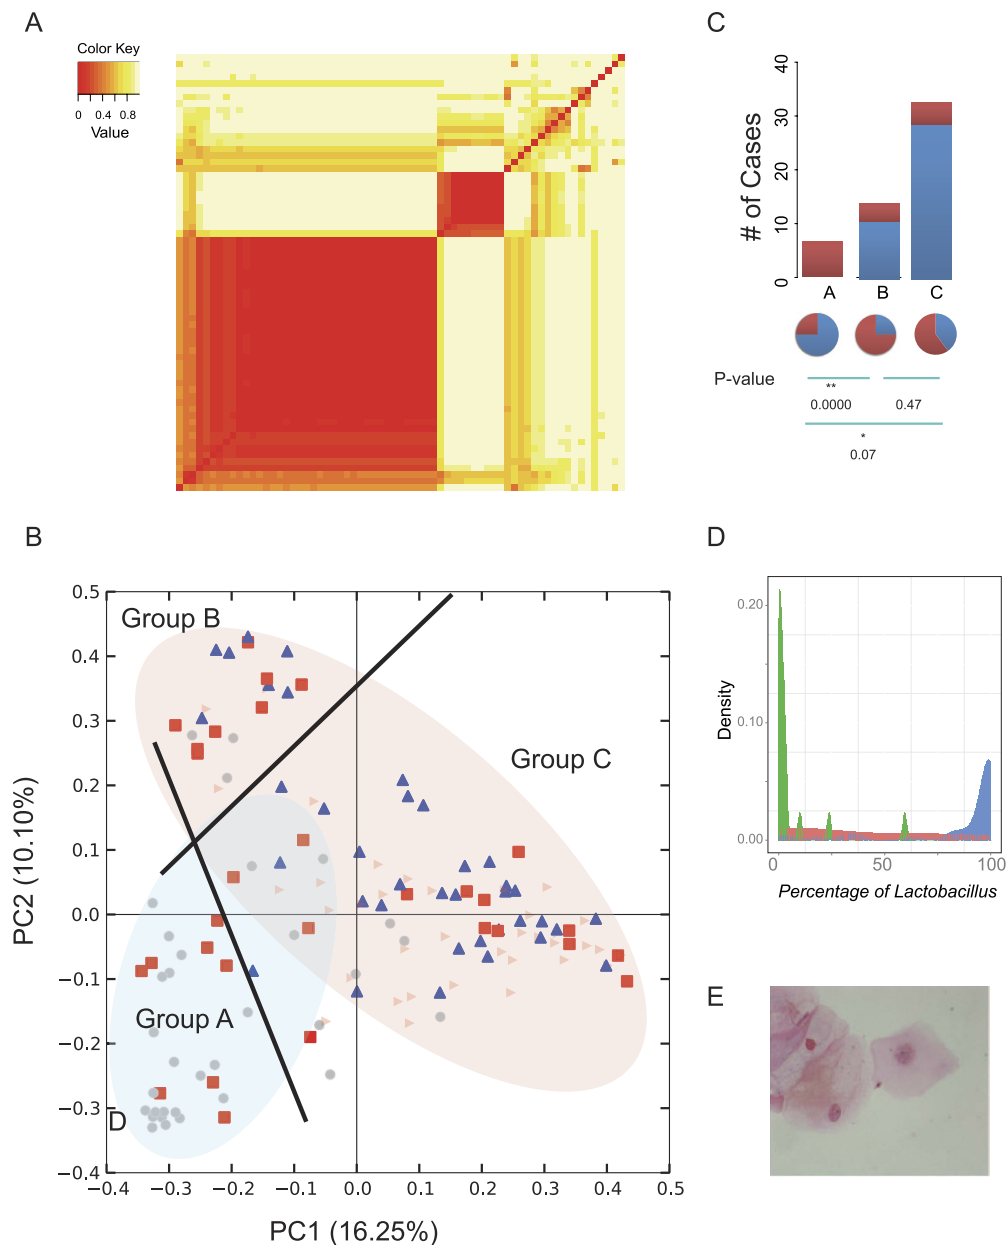 A
Color Key
0 0.4 0.8
Value
C
# of Cases
40
30
20
10
0
A B C
P-value
**
0.0000
0.47
*
0.07
B
PC2 (10.10%)
0.5
0.4
0.3
0.2
0.1
0.0
−0.1
−0.2
−0.3
−0.4
Group B
Group C
Group A
D
−0.4 −0.3 −0.2 −0.1 0.0 0.1 0.2 0.3 0.4 0.5
PC1 (16.25%)
D
Density
0.20
0.10
0.00
0 50 100
Percentage of Lactobacillus
E